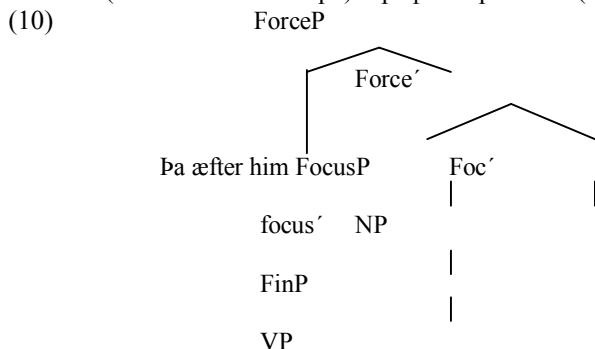 (10) ForceP
Force´
Þa æfter him FocusP Foc´
focus´ NP
FinP
VP